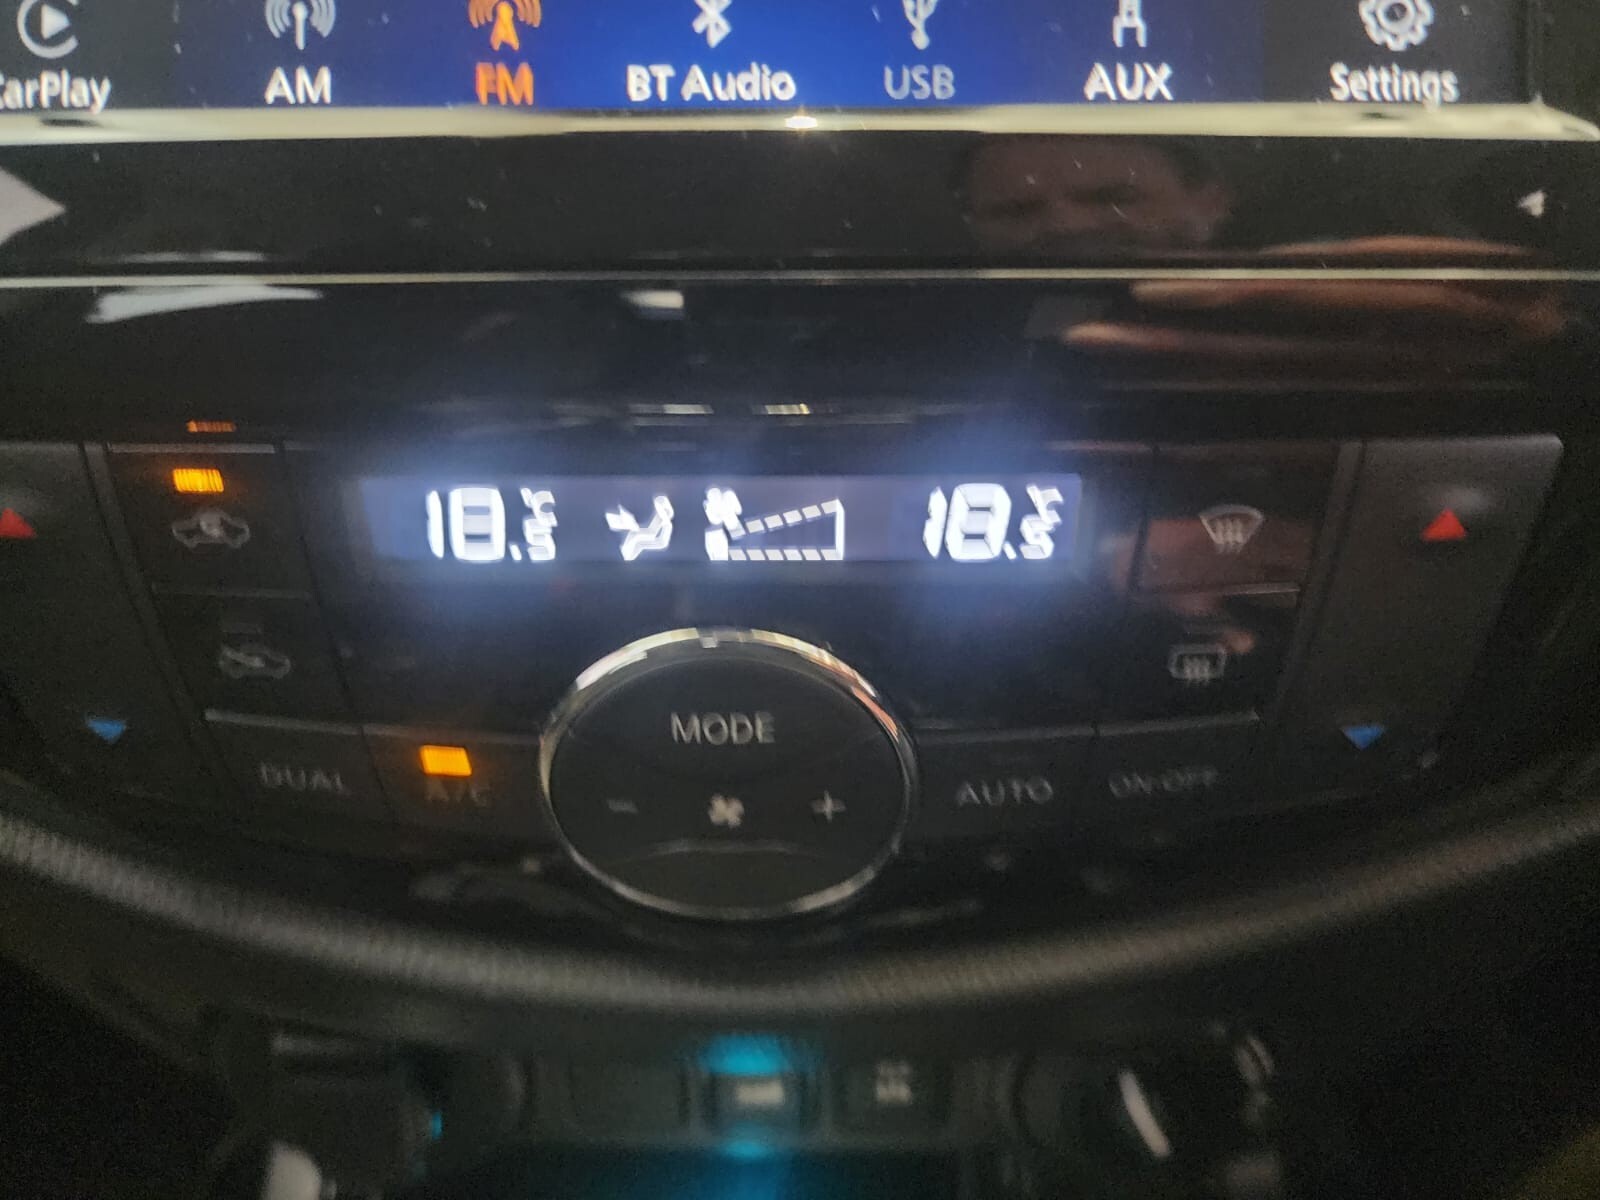 CarPlay AM FM BT Audio USB AUX Settings
18.5°C 18.5°C
MODE
DUAL A/C AUTO ON·OFF
- +